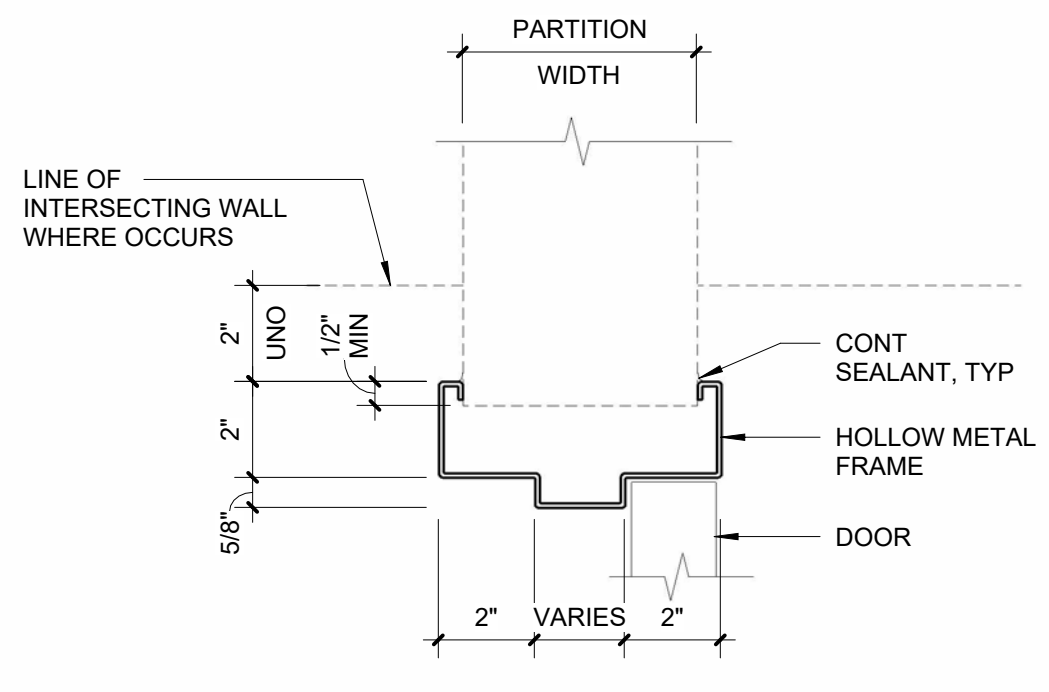 PARTITION
WIDTH
LINE OF
INTERSECTING WALL
WHERE OCCURS
2"
UNO
1/2"
MIN
CONT
SEALANT, TYP
2"
HOLLOW METAL
FRAME
5/8"
DOOR
2"
VARIES
2"